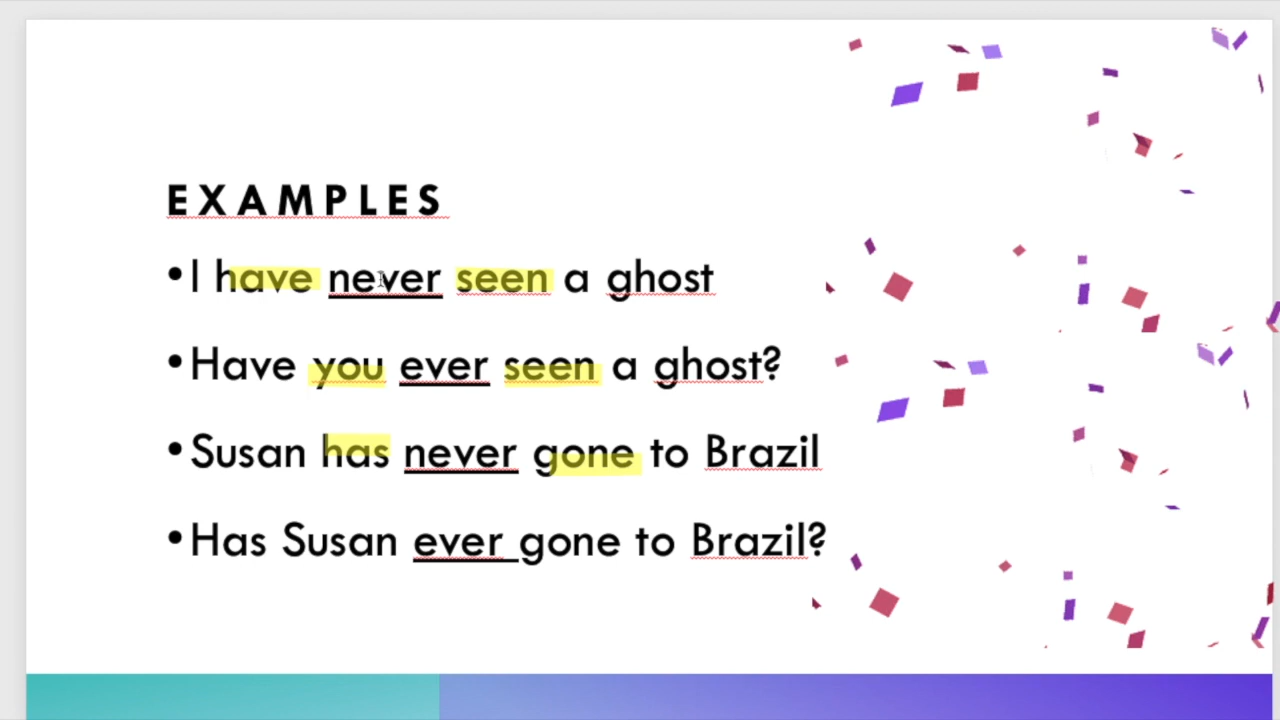 EXAMPLES
•I have never seen a ghost
•Have you ever seen a ghost?
•Susan has never gone to Brazil
•Has Susan ever gone to Brazil?